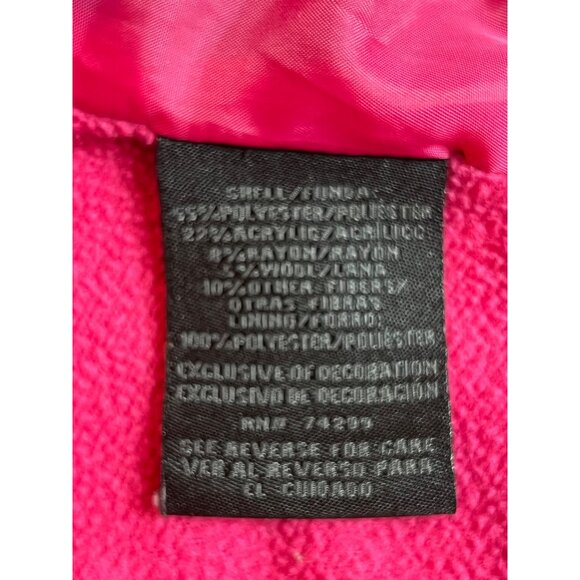 SHELL/FUNDA:
55%POLYESTER/POLIESTER
22%ACRYLIC/ACRÍLICO
8%RAYON/RAYON
5%WOOL/LANA
10%OTHER FIBERS/
OTRAS FIBRAS
LINING/FORRO:
100%POLYESTER/POLIESTER
EXCLUSIVE OF DECORATION
EXCLUSIVO DE DECORACIÓN
RN# 74299
SEE REVERSE FOR CARE
VER AL REVERSO PARA
EL CUIDADO